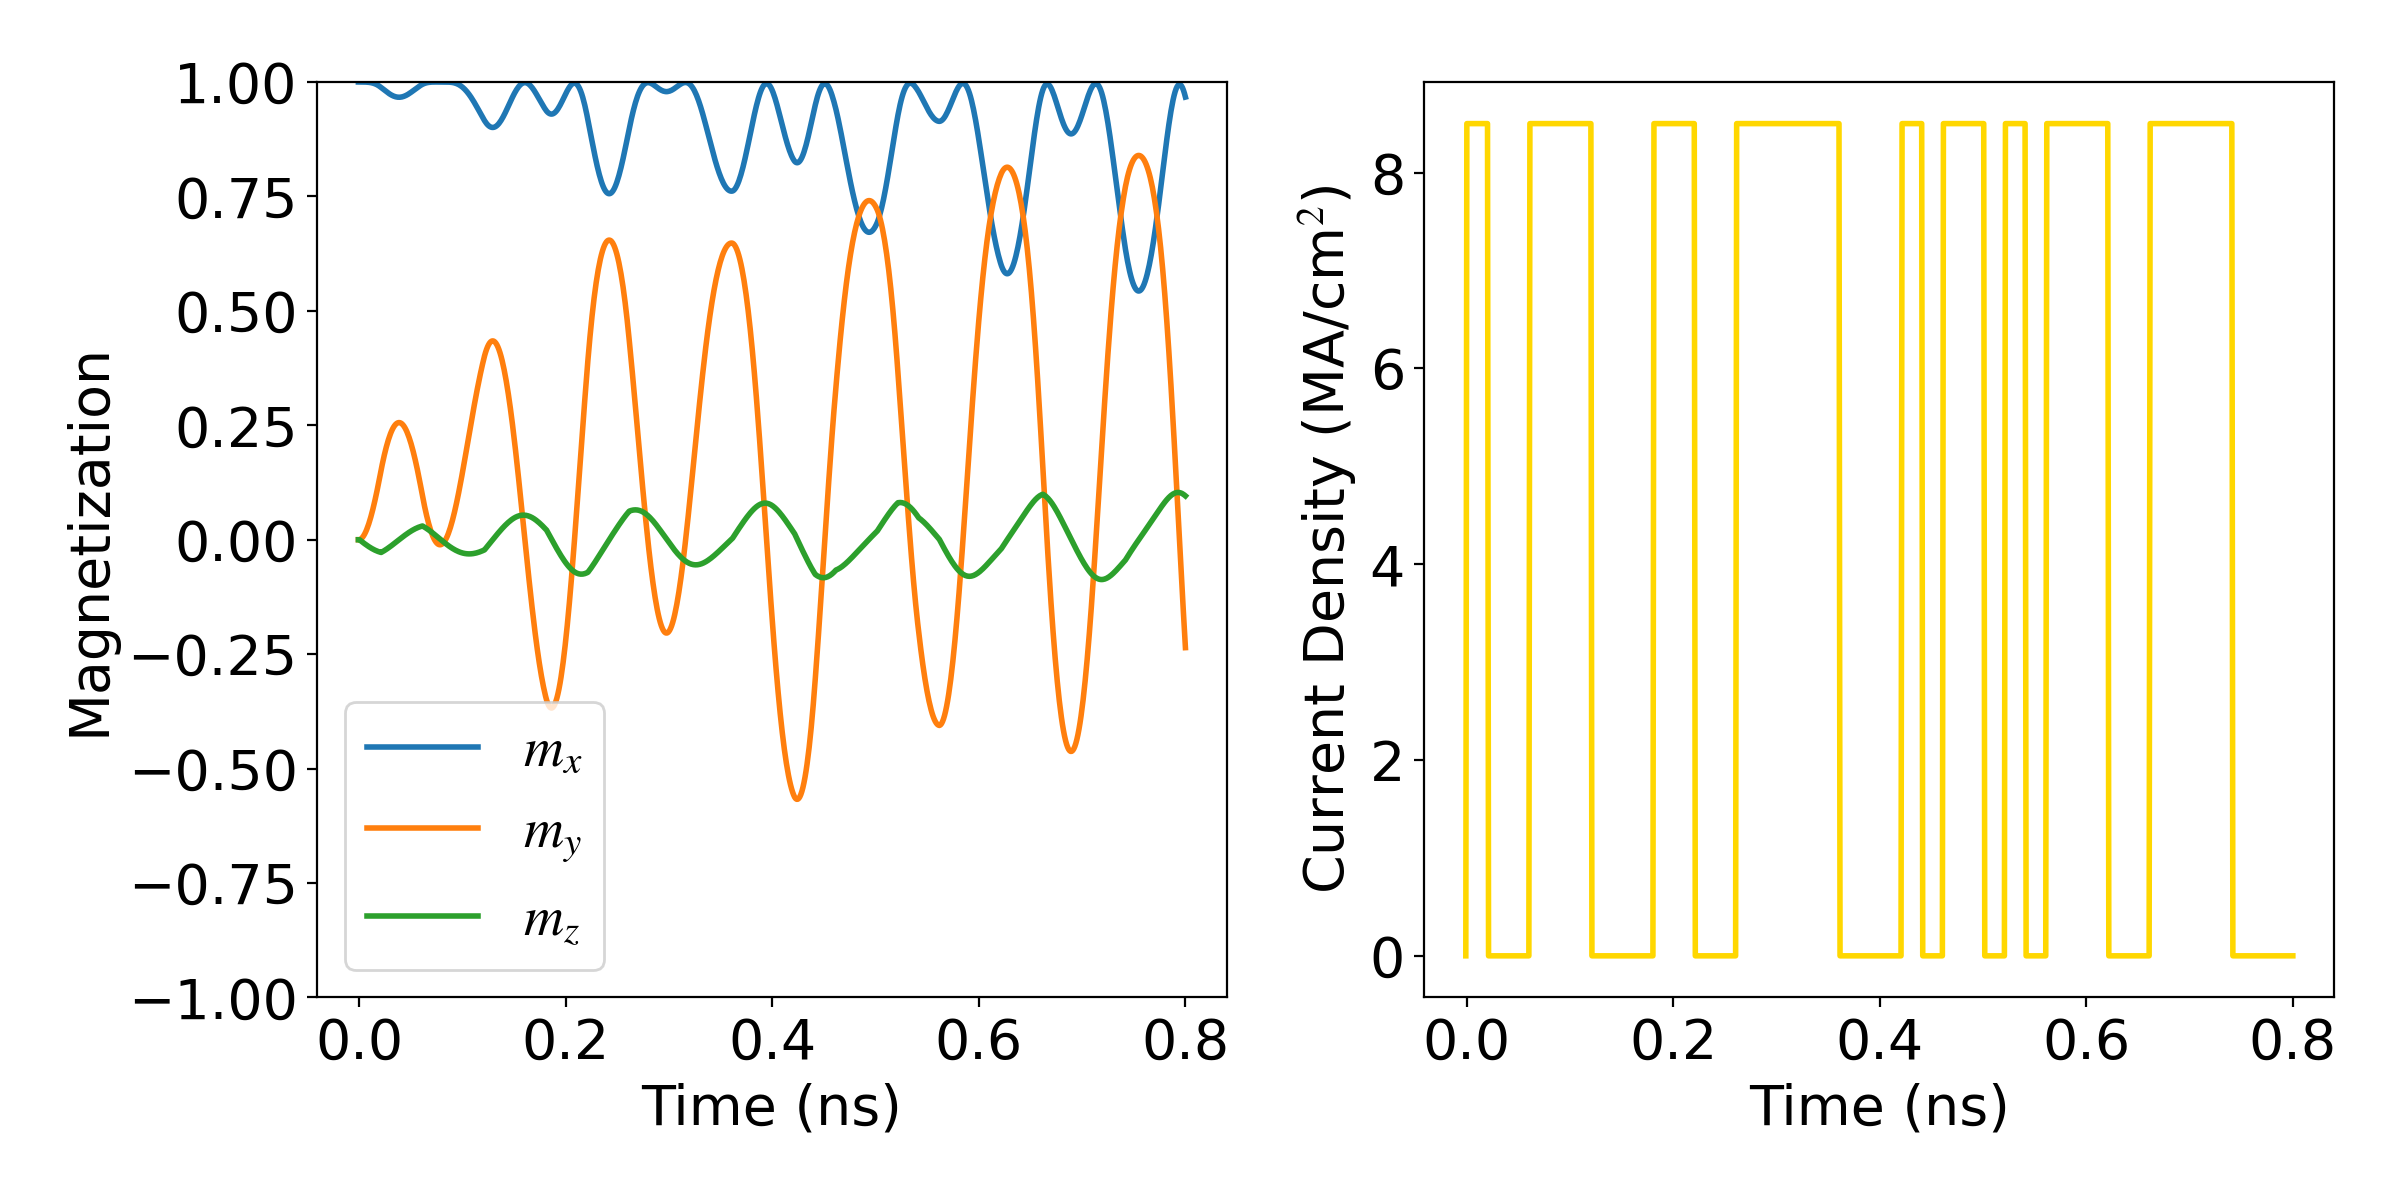 1.00
0.75
0.50
0.25
0.00
−0.25
−0.50
−0.75
−1.00
Magnetization
m_x
m_y
m_z
0.0 0.2 0.4 0.6 0.8
Time (ns)
8
6
4
2
0
Current Density (MA/cm²)
0.0 0.2 0.4 0.6 0.8
Time (ns)